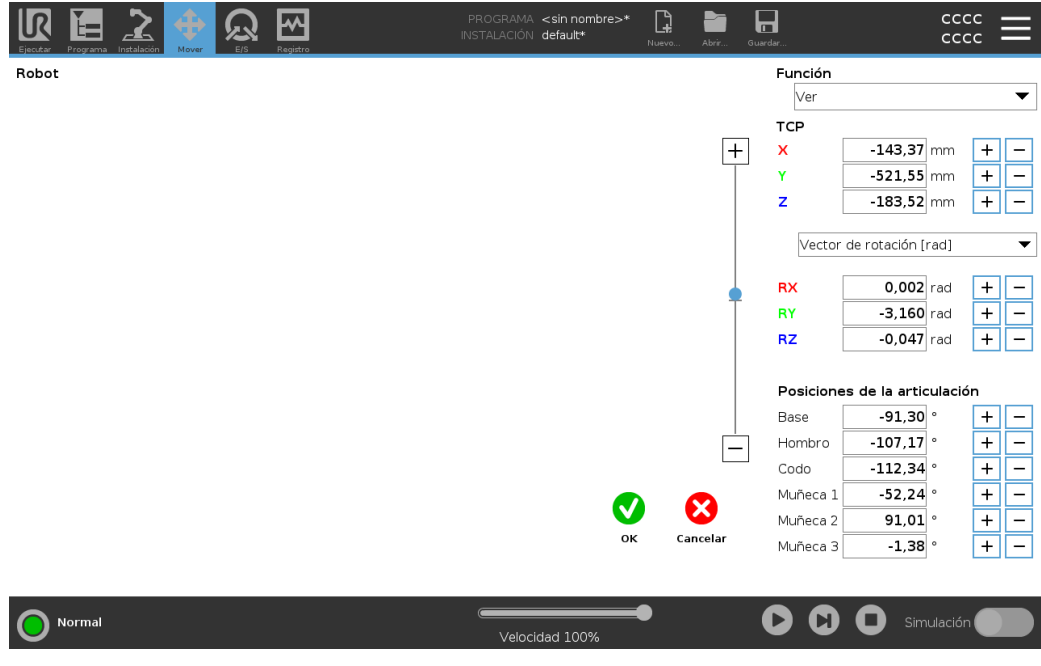 UR
Ejecutar Programa Instalación Mover E/S Registro
PROGRAMA <sin nombre>*
INSTALACIÓN default*
Nuevo... Abrir... Guardar...
CCCC
CCCC
Robot
Función
Ver
TCP
X -143,37 mm + −
Y -521,55 mm + −
Z -183,52 mm + −
Vector de rotación [rad]
RX 0,002 rad + −
RY -3,160 rad + −
RZ -0,047 rad + −
Posiciones de la articulación
Base -91,30 ° + −
Hombro -107,17 ° + −
Codo -112,34 ° + −
Muñeca 1 -52,24 ° + −
Muñeca 2 91,01 ° + −
Muñeca 3 -1,38 ° + −
+
−
OK Cancelar
Normal
Velocidad 100%
Simulación